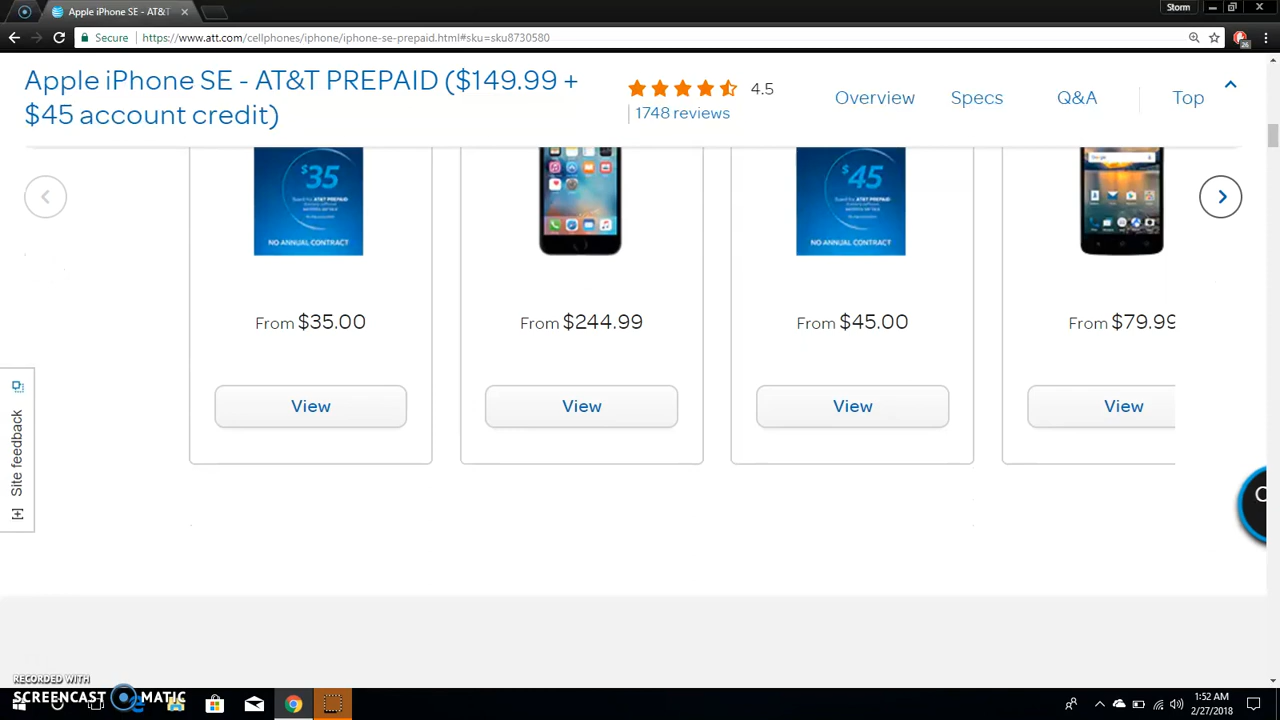 Apple iPhone SE - AT&T
Storm
Secure
https://www.att.com/cellphones/iphone/iphone-se-prepaid.html#sku=sku8730580
Apple iPhone SE - AT&T PREPAID ($149.99 +
$45 account credit)
4.5
1748 reviews
Overview
Specs
Q&A
Top
$35
NO ANNUAL CONTRACT
$45
NO ANNUAL CONTRACT
Google
From $35.00
From $244.99
From $45.00
From $79.99
View
View
View
View
[+] Site feedback
RECORDED WITH
SCREENCAST MATIC
1:52 AM
2/27/2018